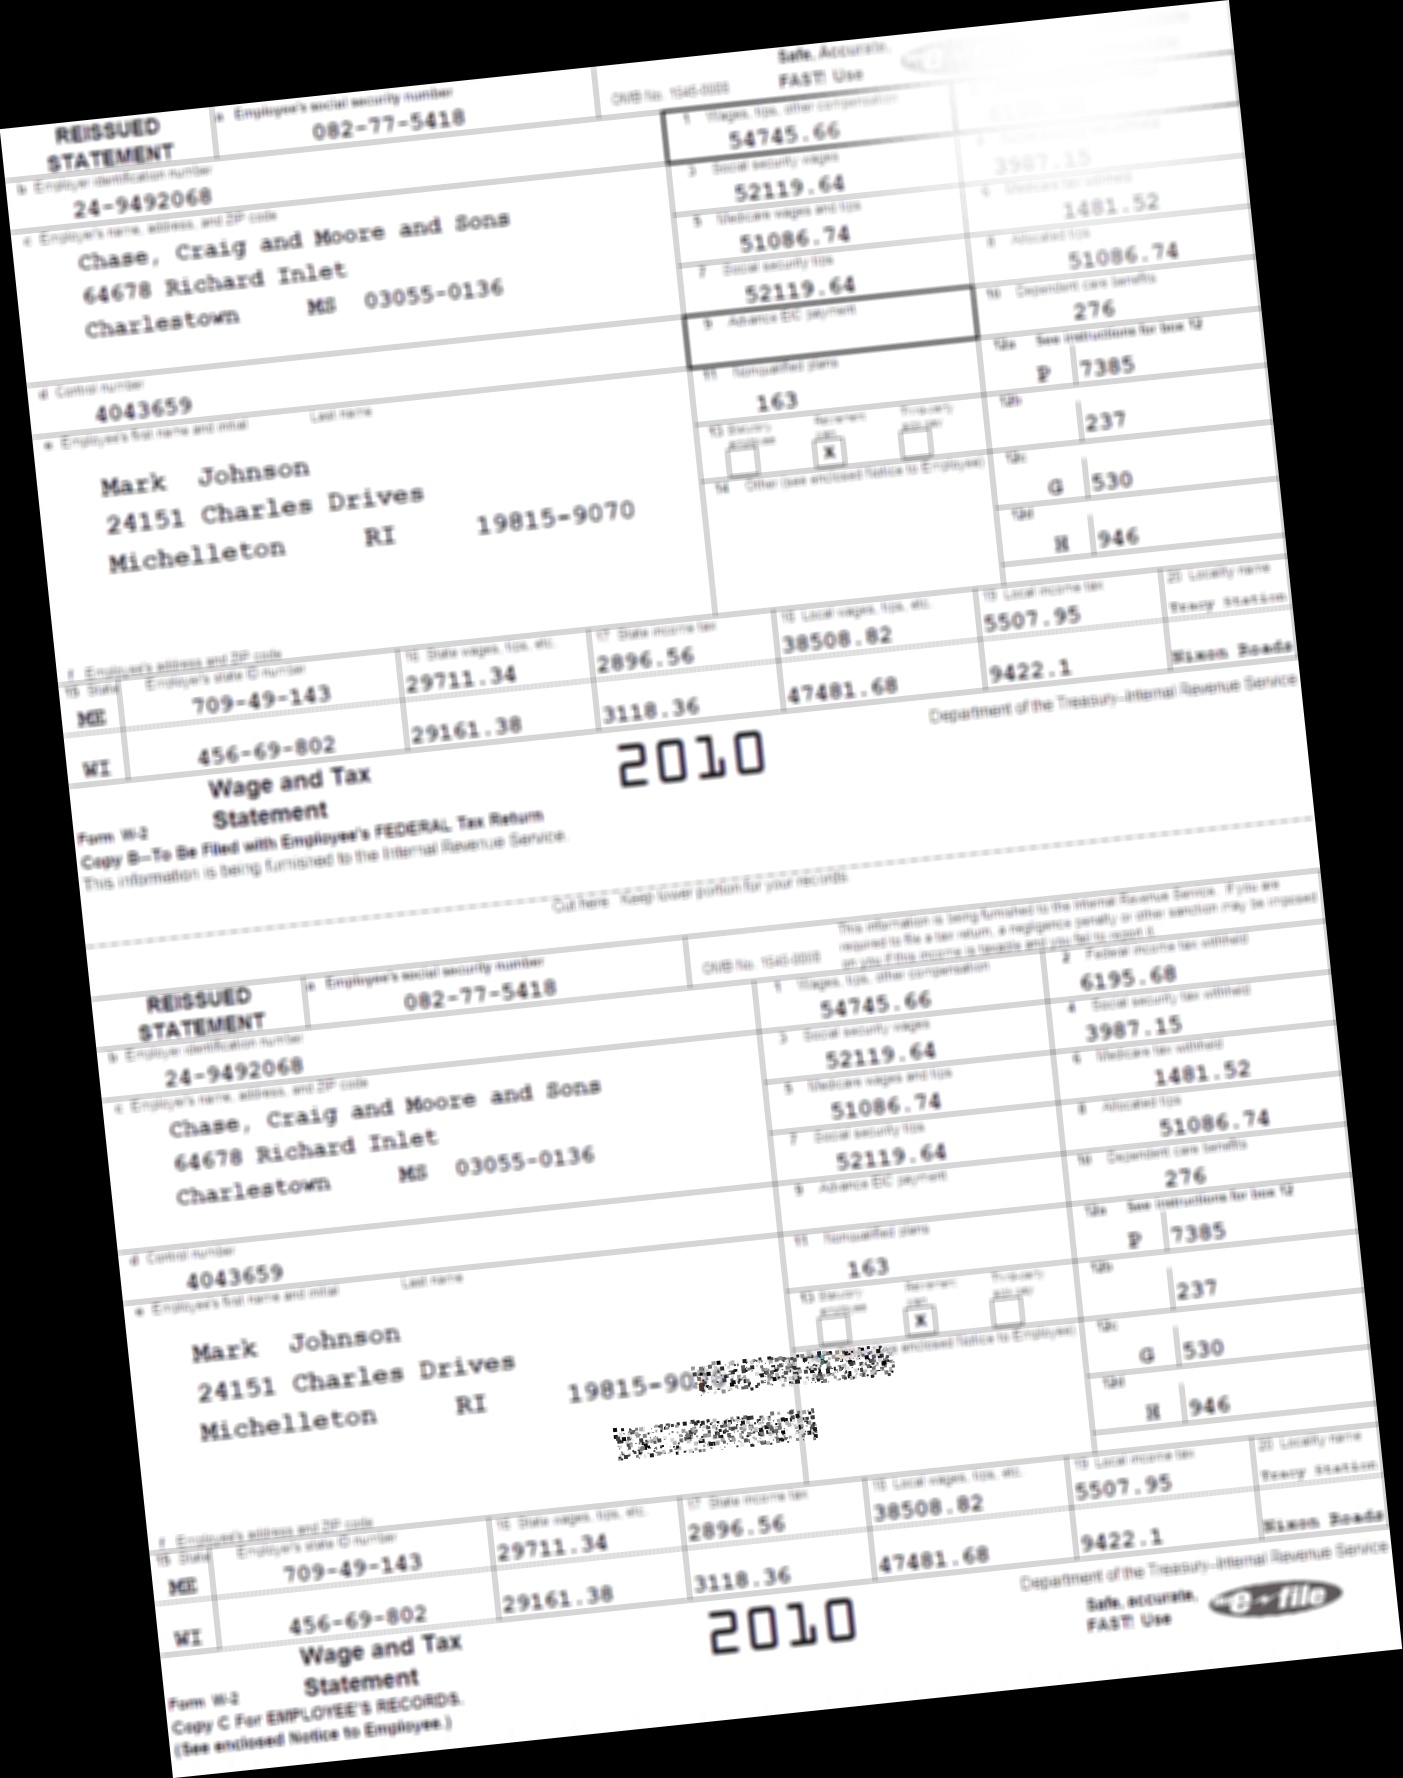 Safe, Accurate,
FAST! Use
REISSUED
STATEMENT
a Employee's social security number
082-77-5418
OMB No. 1545-0008
1 Wages, tips, other compensation
54745.66
b Employer identification number
24-9492068
3 Social security wages
52119.64
3987.15
c Employer's name, address, and ZIP code
Chase, Craig and Moore and Sons
64678 Richard Inlet
Charlestown MS 03055-0136
5 Medicare wages and tips
51086.74
6 Medicare tax withheld
1481.52
7 Social security tips
52119.64
8 Allocated tips
51086.74
9 Advance EIC payment
10 Dependent care benefits
276
d Control number
4043659
11 Nonqualified plans
163
12a See instructions for box 12
P 7385
e Employee's first name and initial Last name
Mark Johnson
24151 Charles Drives
Michelleton RI 19815-9070
13 Statutory employee Retirement plan Third-party sick pay
x
12b
237
14 Other (see enclosed Notice to Employee)
12c
G 530
12d
H 946
f Employee's address and ZIP code
15 State Employer's state ID number
16 State wages, tips, etc.
17 State income tax
18 Local wages, tips, etc.
19 Local income tax
20 Locality name
ME 709-49-143 29711.34 2896.56 38508.82 5507.95 Tracy Station
WI 456-69-802 29161.38 3118.36 47481.68 9422.1 Nixon Roads
Department of the Treasury-Internal Revenue Service
Wage and Tax
Statement
2010
Form W-2
Copy B—To Be Filed with Employee's FEDERAL Tax Return
This information is being furnished to the Internal Revenue Service.
Cut here Keep lower portion for your records.
This information is being furnished to the Internal Revenue Service. If you are
required to file a tax return, a negligence penalty or other sanction may be imposed
on you if this income is taxable and you fail to report it.
REISSUED
STATEMENT
a Employee's social security number
082-77-5418
OMB No. 1545-0008
1 Wages, tips, other compensation
54745.66
2 Federal income tax withheld
6195.68
b Employer identification number
24-9492068
3 Social security wages
52119.64
4 Social security tax withheld
3987.15
c Employer's name, address, and ZIP code
Chase, Craig and Moore and Sons
64678 Richard Inlet
Charlestown MS 03055-0136
5 Medicare wages and tips
51086.74
6 Medicare tax withheld
1481.52
7 Social security tips
52119.64
8 Allocated tips
51086.74
9 Advance EIC payment
10 Dependent care benefits
276
d Control number
4043659
11 Nonqualified plans
163
12a See instructions for box 12
P 7385
e Employee's first name and initial Last name
Mark Johnson
24151 Charles Drives
Michelleton RI
13 Statutory employee Retirement plan Third-party sick pay
x
12b
237
enclosed Notice to Employee)
12c
G 530
12d
H 946
f Employee's address and ZIP code
15 State Employer's state ID number
16 State wages, tips, etc.
17 State income tax
18 Local wages, tips, etc.
19 Local income tax
20 Locality name
ME 709-49-143 29711.34 2896.56 38508.82 5507.95 Tracy Station
WI 456-69-802 29161.38 3118.36 47481.68 9422.1 Nixon Roads
Department of the Treasury-Internal Revenue Service
Wage and Tax
Statement
2010
Safe, accurate,
FAST! Use
e-file
Form W-2
Copy C For EMPLOYEE'S RECORDS.
(See enclosed Notice to Employee.)